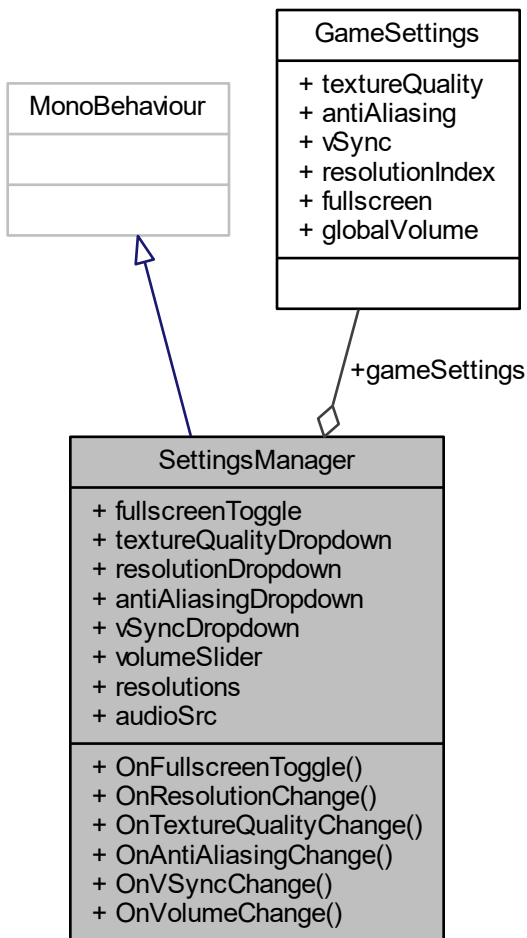 GameSettings
+ textureQuality
+ antiAliasing
+ vSync
+ resolutionIndex
+ fullscreen
+ globalVolume
MonoBehaviour
+gameSettings
SettingsManager
+ fullscreenToggle
+ textureQualityDropdown
+ resolutionDropdown
+ antiAliasingDropdown
+ vSyncDropdown
+ volumeSlider
+ resolutions
+ audioSrc
+ OnFullscreenToggle()
+ OnResolutionChange()
+ OnTextureQualityChange()
+ OnAntiAliasingChange()
+ OnVSyncChange()
+ OnVolumeChange()